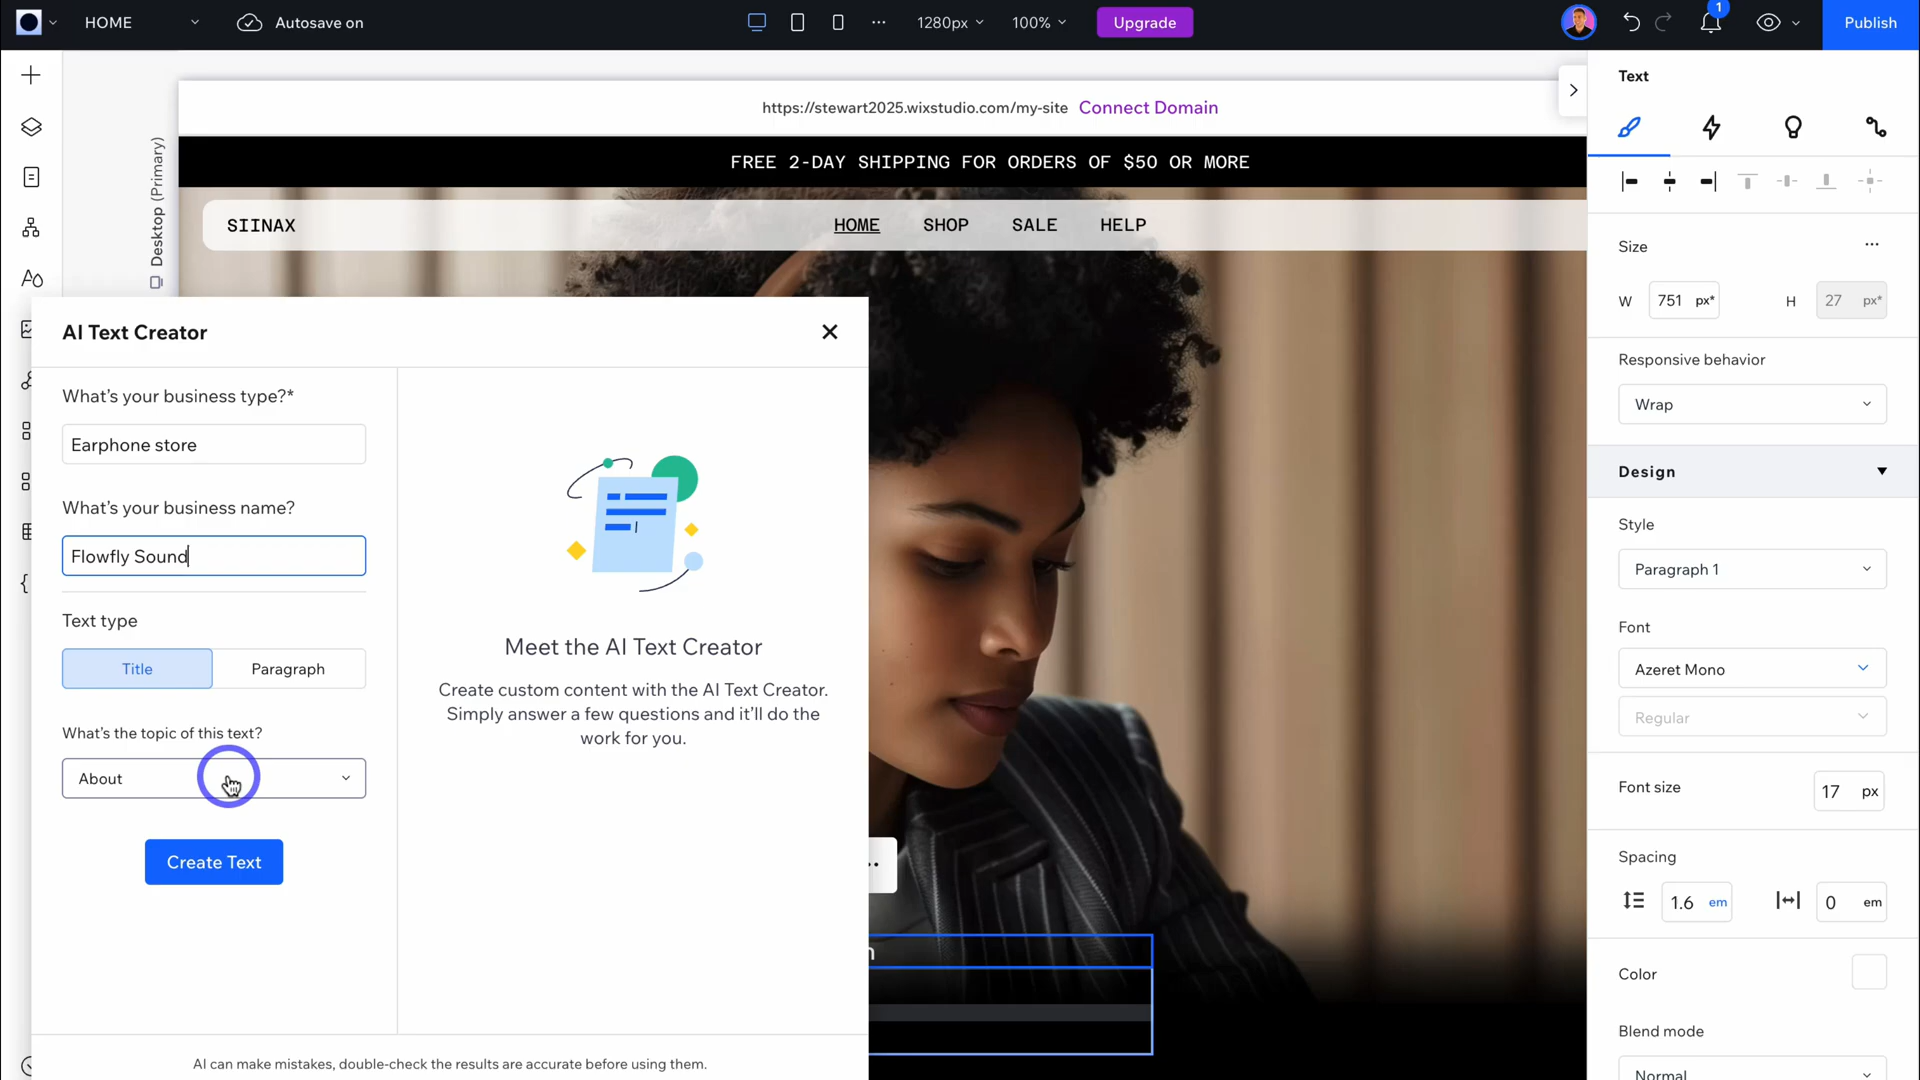 HOME
Autosave on
1280px
100%
Upgrade
1
Publish
https://stewart2025.wixstudio.com/my-site Connect Domain
Desktop (Primary)
FREE 2-DAY SHIPPING FOR ORDERS OF $50 OR MORE
SIINAX
HOME
SHOP
SALE
HELP
AI Text Creator
What's your business type?*
Earphone store
What's your business name?
Flowfly Sound
Text type
Title
Paragraph
What's the topic of this text?
About
Create Text
Meet the AI Text Creator
Create custom content with the AI Text Creator.
Simply answer a few questions and it'll do the
work for you.
AI can make mistakes, double-check the results are accurate before using them.
Text
Size
W
751 px*
H
27 px*
Responsive behavior
Wrap
Design
Style
Paragraph 1
Font
Azeret Mono
Regular
Font size
17 px
Spacing
1.6 em
0 em
Color
Blend mode
Normal